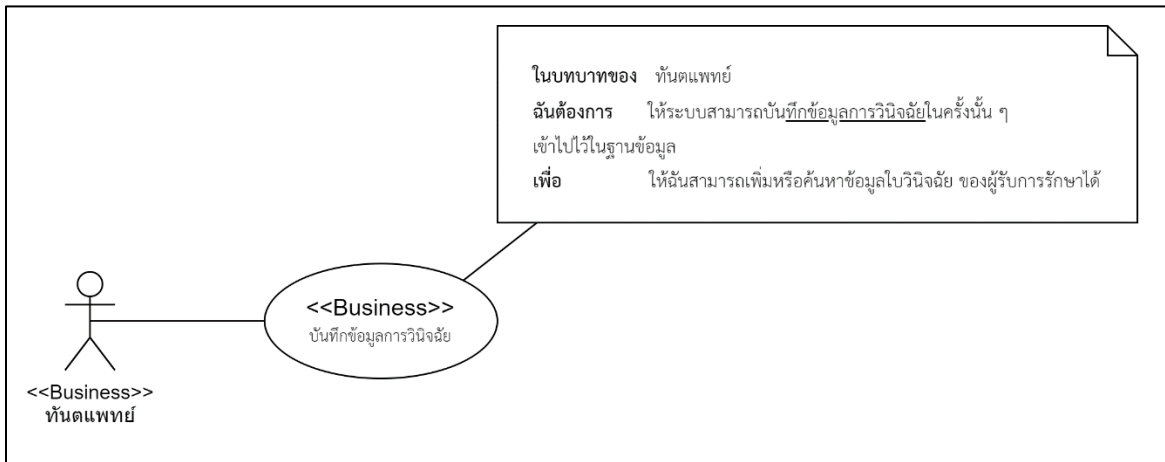 ในบทบาทของ ทันตแพทย์
ฉันต้องการ ให้ระบบสามารถบันทึกข้อมูลการวินิจฉัยในครั้งนั้น ๆ
เข้าไปไว้ในฐานข้อมูล
เพื่อ ให้ฉันสามารถเพิ่มหรือค้นหาข้อมูลใบวินิจฉัย ของผู้รับการรักษาได้
<<Business>>
บันทึกข้อมูลการวินิจฉัย
<<Business>>
ทันตแพทย์